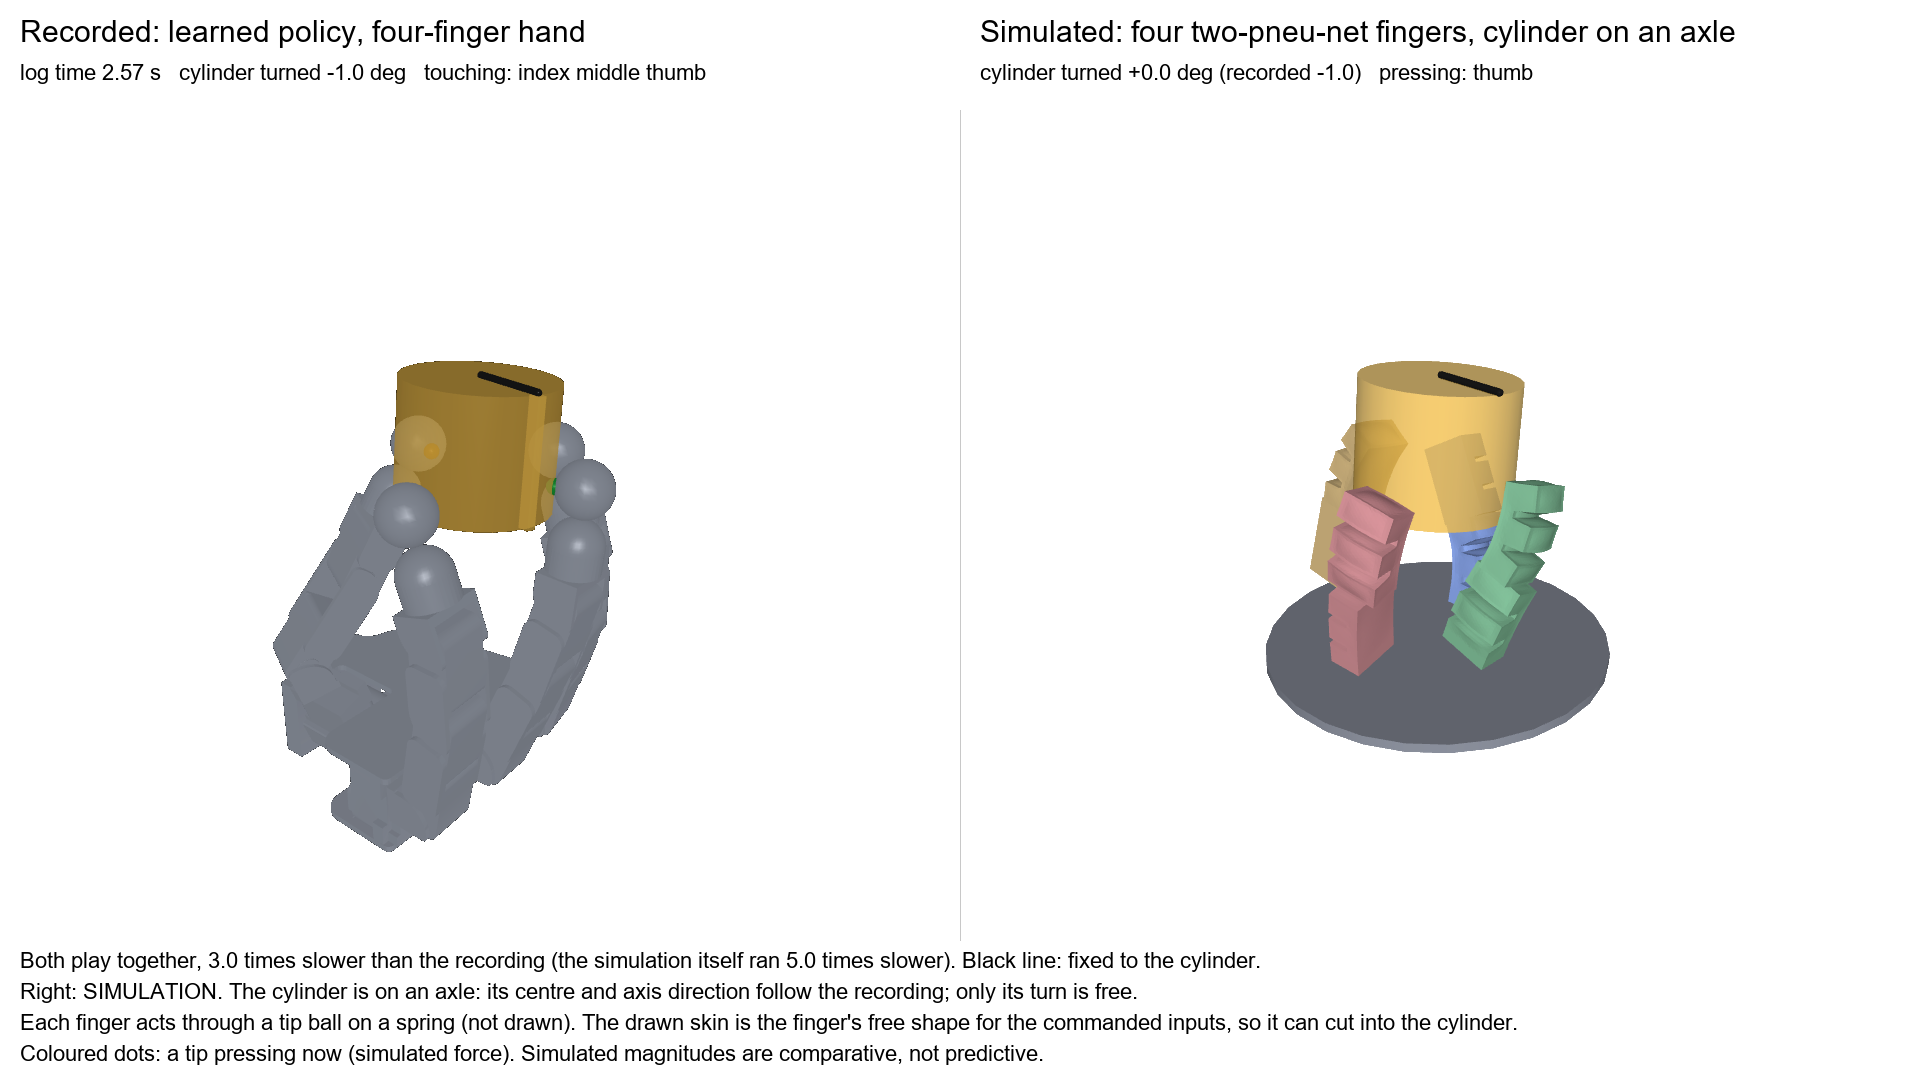 Recorded: learned policy, four-finger hand
log time 2.57 s   cylinder turned -1.0 deg   touching: index middle thumb
Simulated: four two-pneu-net fingers, cylinder on an axle
cylinder turned +0.0 deg (recorded -1.0)   pressing: thumb
Both play together, 3.0 times slower than the recording (the simulation itself ran 5.0 times slower). Black line: fixed to the cylinder.
Right: SIMULATION. The cylinder is on an axle: its centre and axis direction follow the recording; only its turn is free.
Each finger acts through a tip ball on a spring (not drawn). The drawn skin is the finger's free shape for the commanded inputs, so it can cut into the cylinder.
Coloured dots: a tip pressing now (simulated force). Simulated magnitudes are comparative, not predictive.